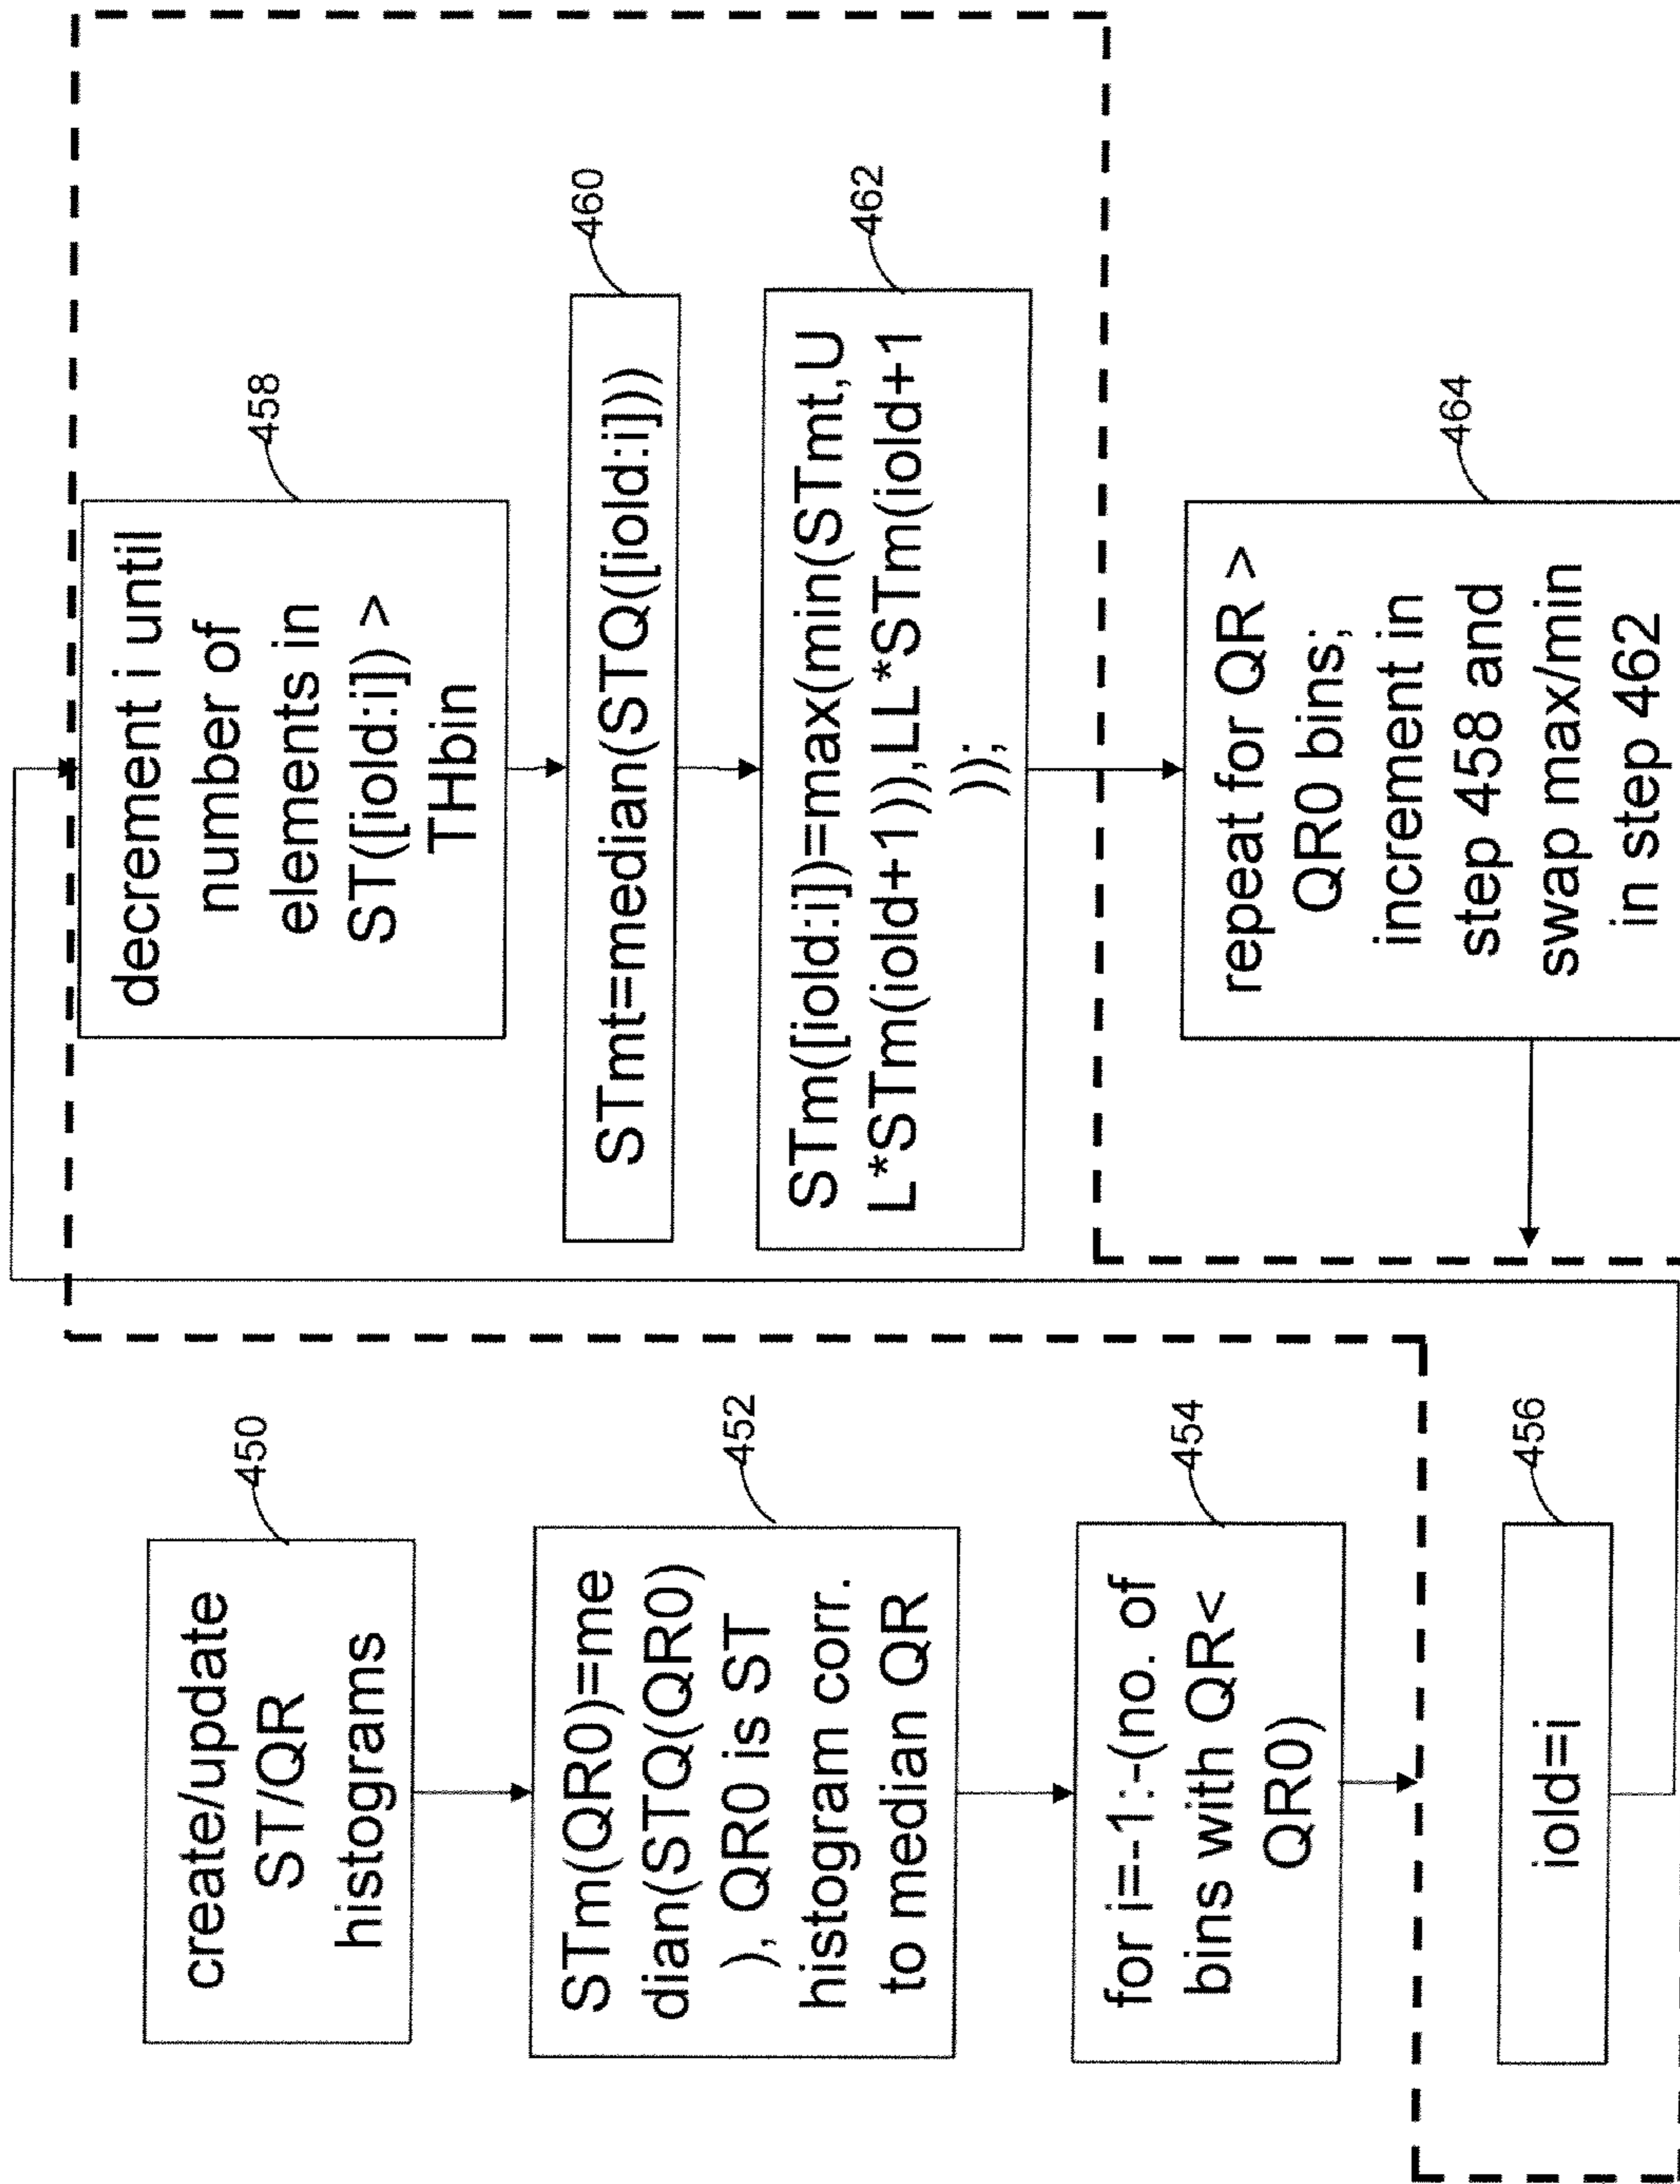 450
create/update
ST/QR
histograms
452
STm(QR0)=me
dian(STQ(QR0)
), QR0 is ST
histogram corr.
to median QR
454
for i=-1:-(no. of
bins with QR<
QR0)
456
iold=i
458
decrement i until
number of
elements in
ST([iold:i]) >
THbin
460
STmt=median(STQ([iold:i]))
462
STm([iold:i])=max(min(STmt,U
L*STm(iold+1)),LL*STm(iold+1
));
464
repeat for QR >
QR0 bins;
increment in
step 458 and
swap max/min
in step 462